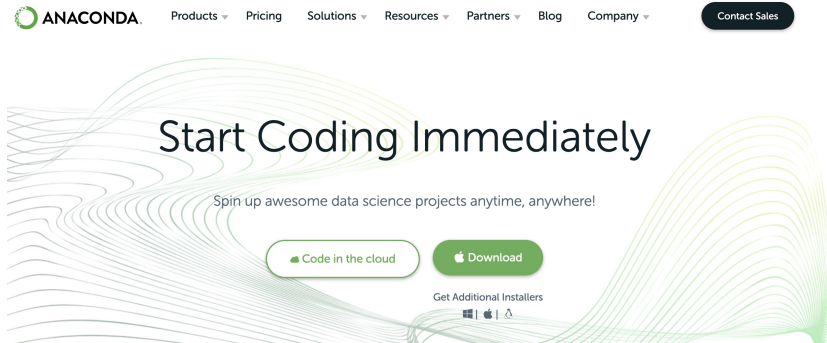 ANACONDA.
Products Pricing Solutions Resources Partners Blog Company Contact Sales
Start Coding Immediately
Spin up awesome data science projects anytime, anywhere!
Code in the cloud Download
Get Additional Installers
| |